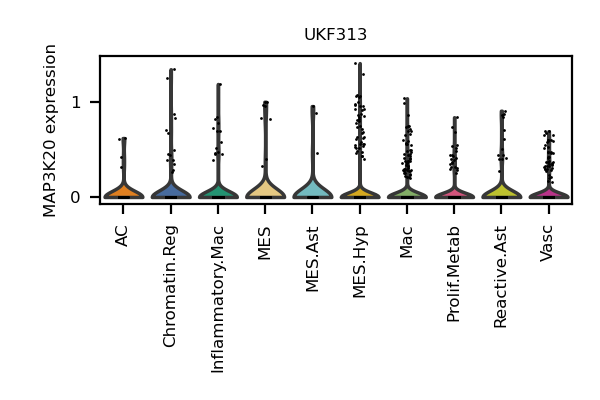 UKF313
MAP3K20 expression
1
0
AC
Chromatin.Reg
Inflammatory.Mac
MES
MES.Ast
MES.Hyp
Mac
Prolif.Metab
Reactive.Ast
Vasc